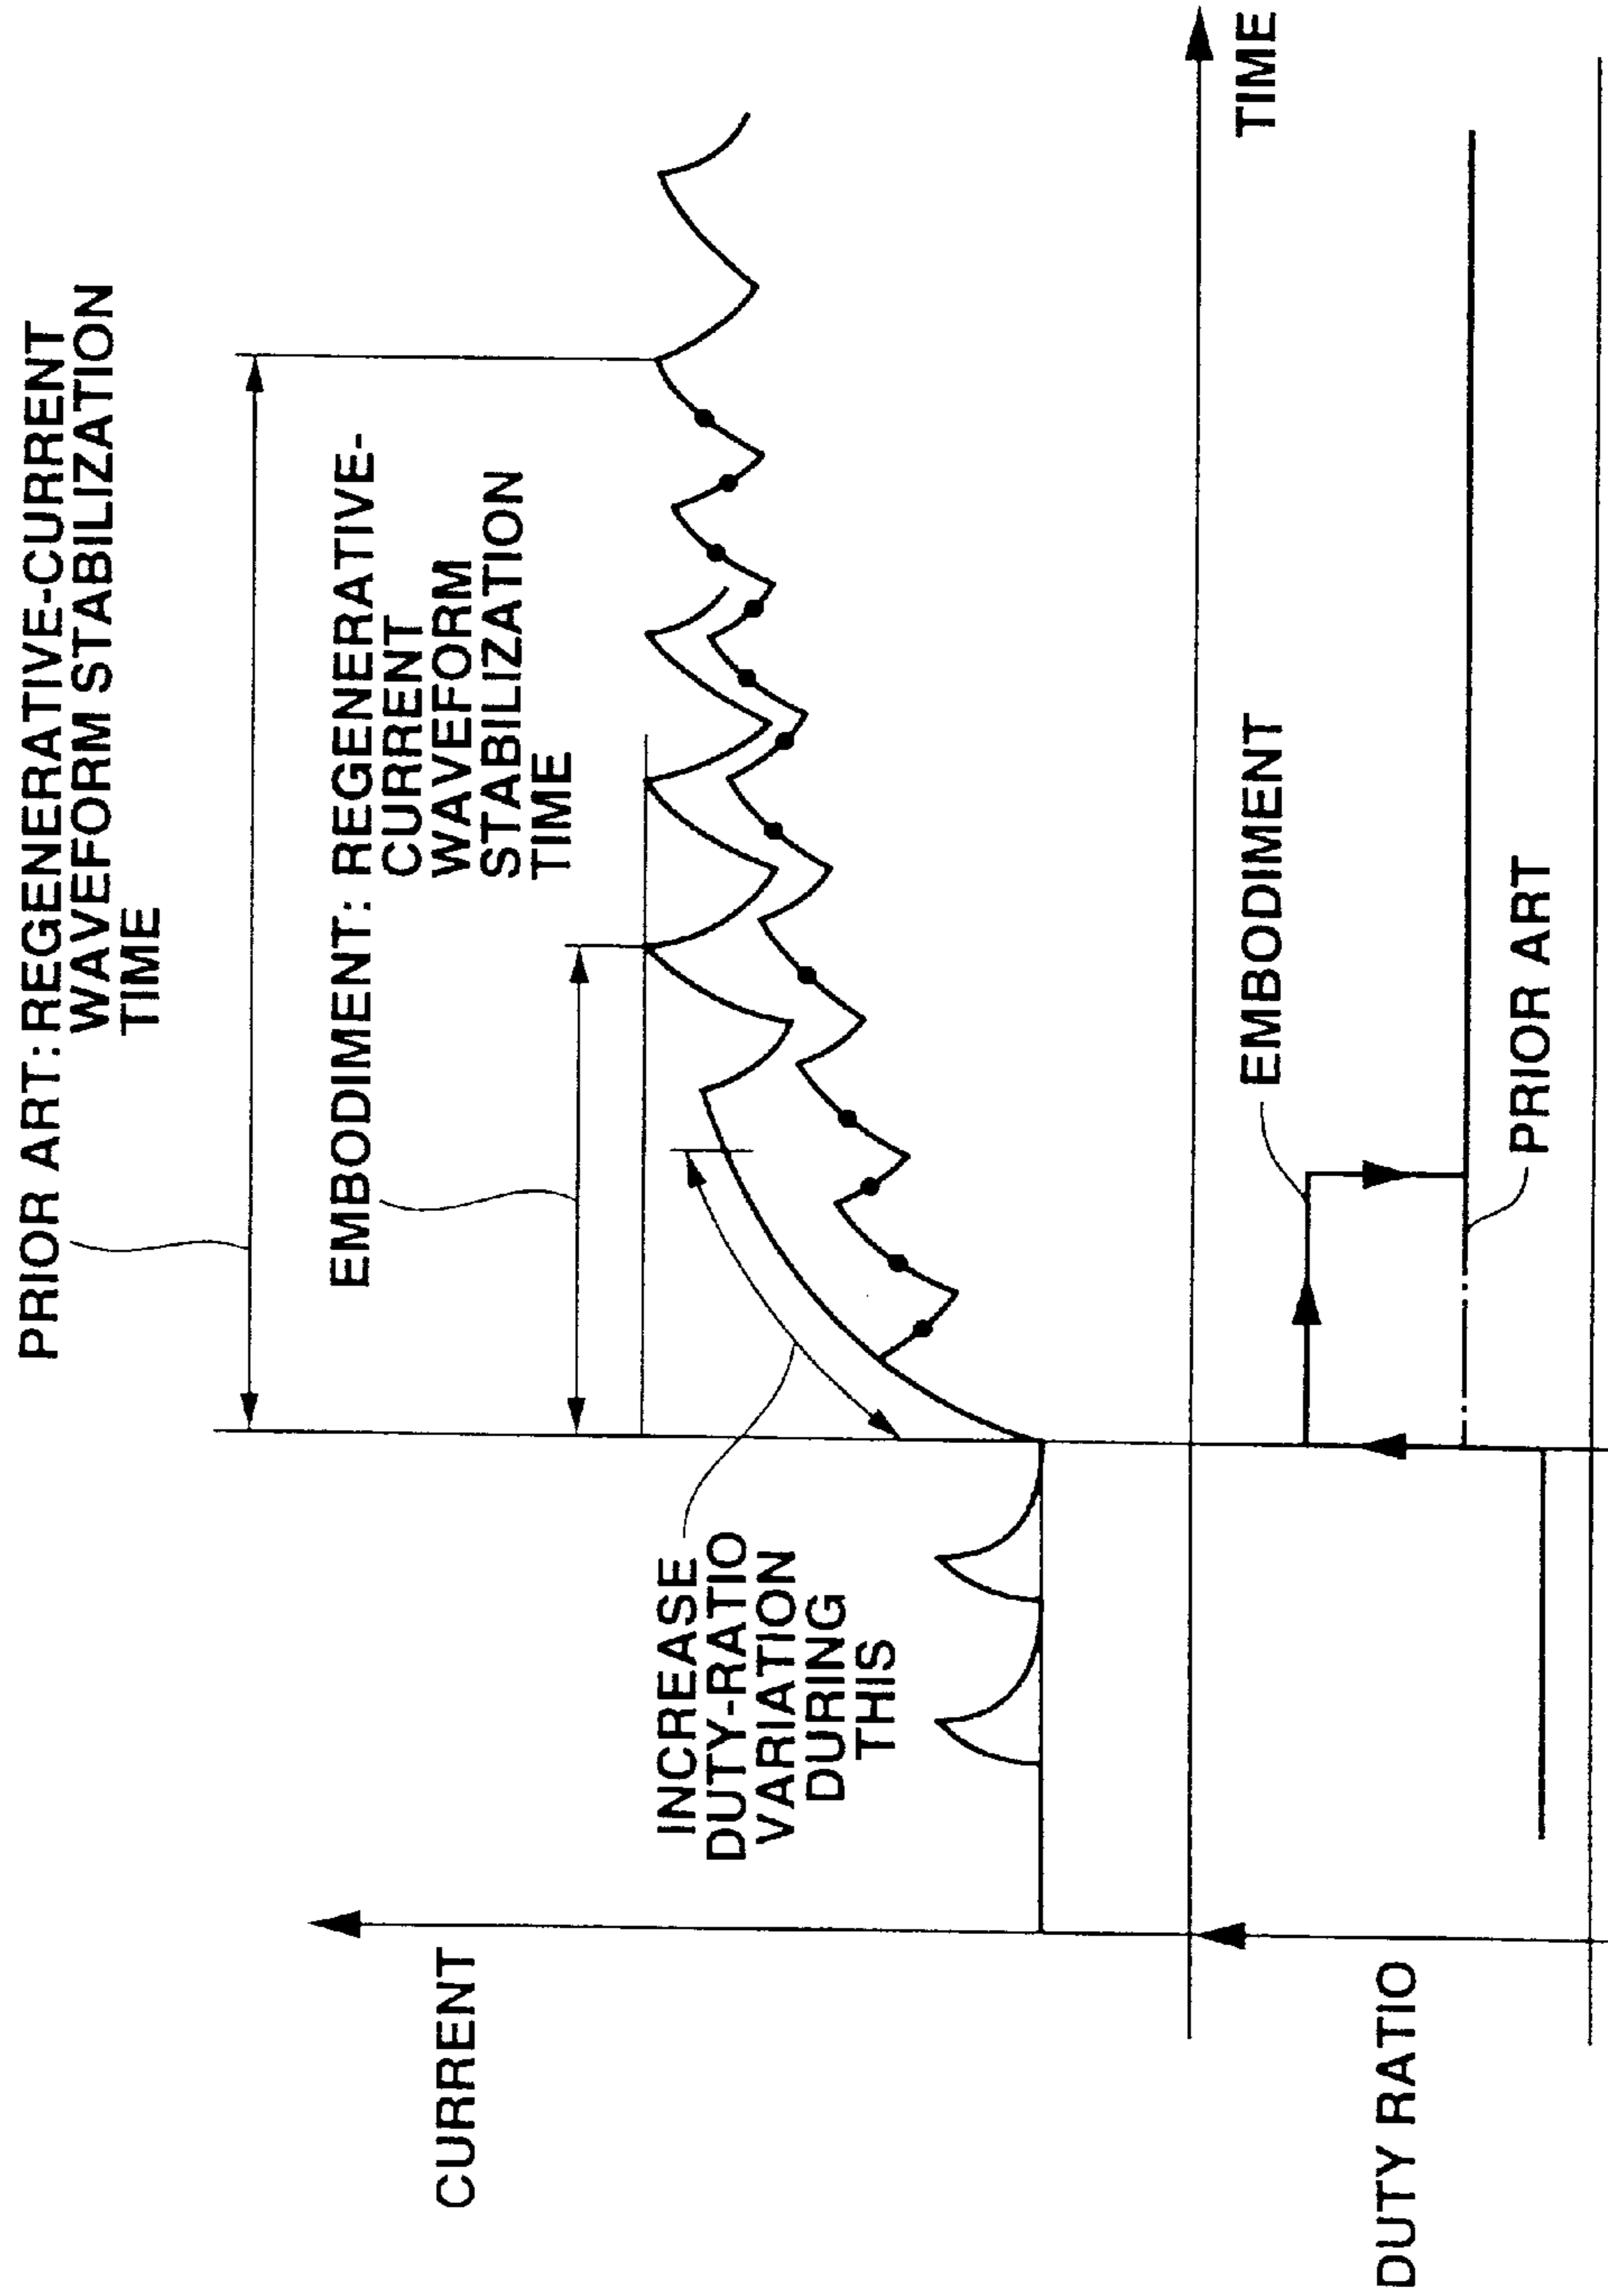 PRIOR ART: REGENERATIVE-CURRENT
WAVEFORM STABILIZATION
TIME
EMBODIMENT: REGENERATIVE-
CURRENT
WAVEFORM
STABILIZATION
TIME
CURRENT
INCREASE
DUTY-RATIO
VARIATION
DURING
THIS
TIME
EMBODIMENT
DUTY RATIO
PRIOR ART